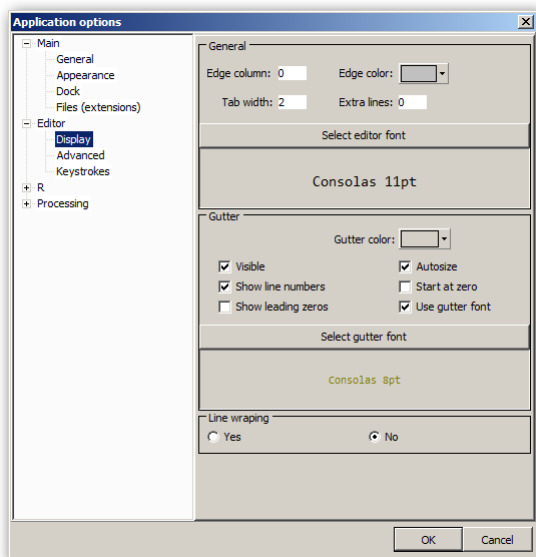 Application options
Main
General
Appearance
Dock
Files (extensions)
Editor
Display
Advanced
Keystrokes
R
Processing
General
Edge column: 0 Edge color:
Tab width: 2 Extra lines: 0
Select editor font
Consolas 11pt
Gutter
Gutter color:
Visible Autosize
Show line numbers Start at zero
Show leading zeros Use gutter font
Select gutter font
Consolas 8pt
Line wraping
Yes No
OK Cancel